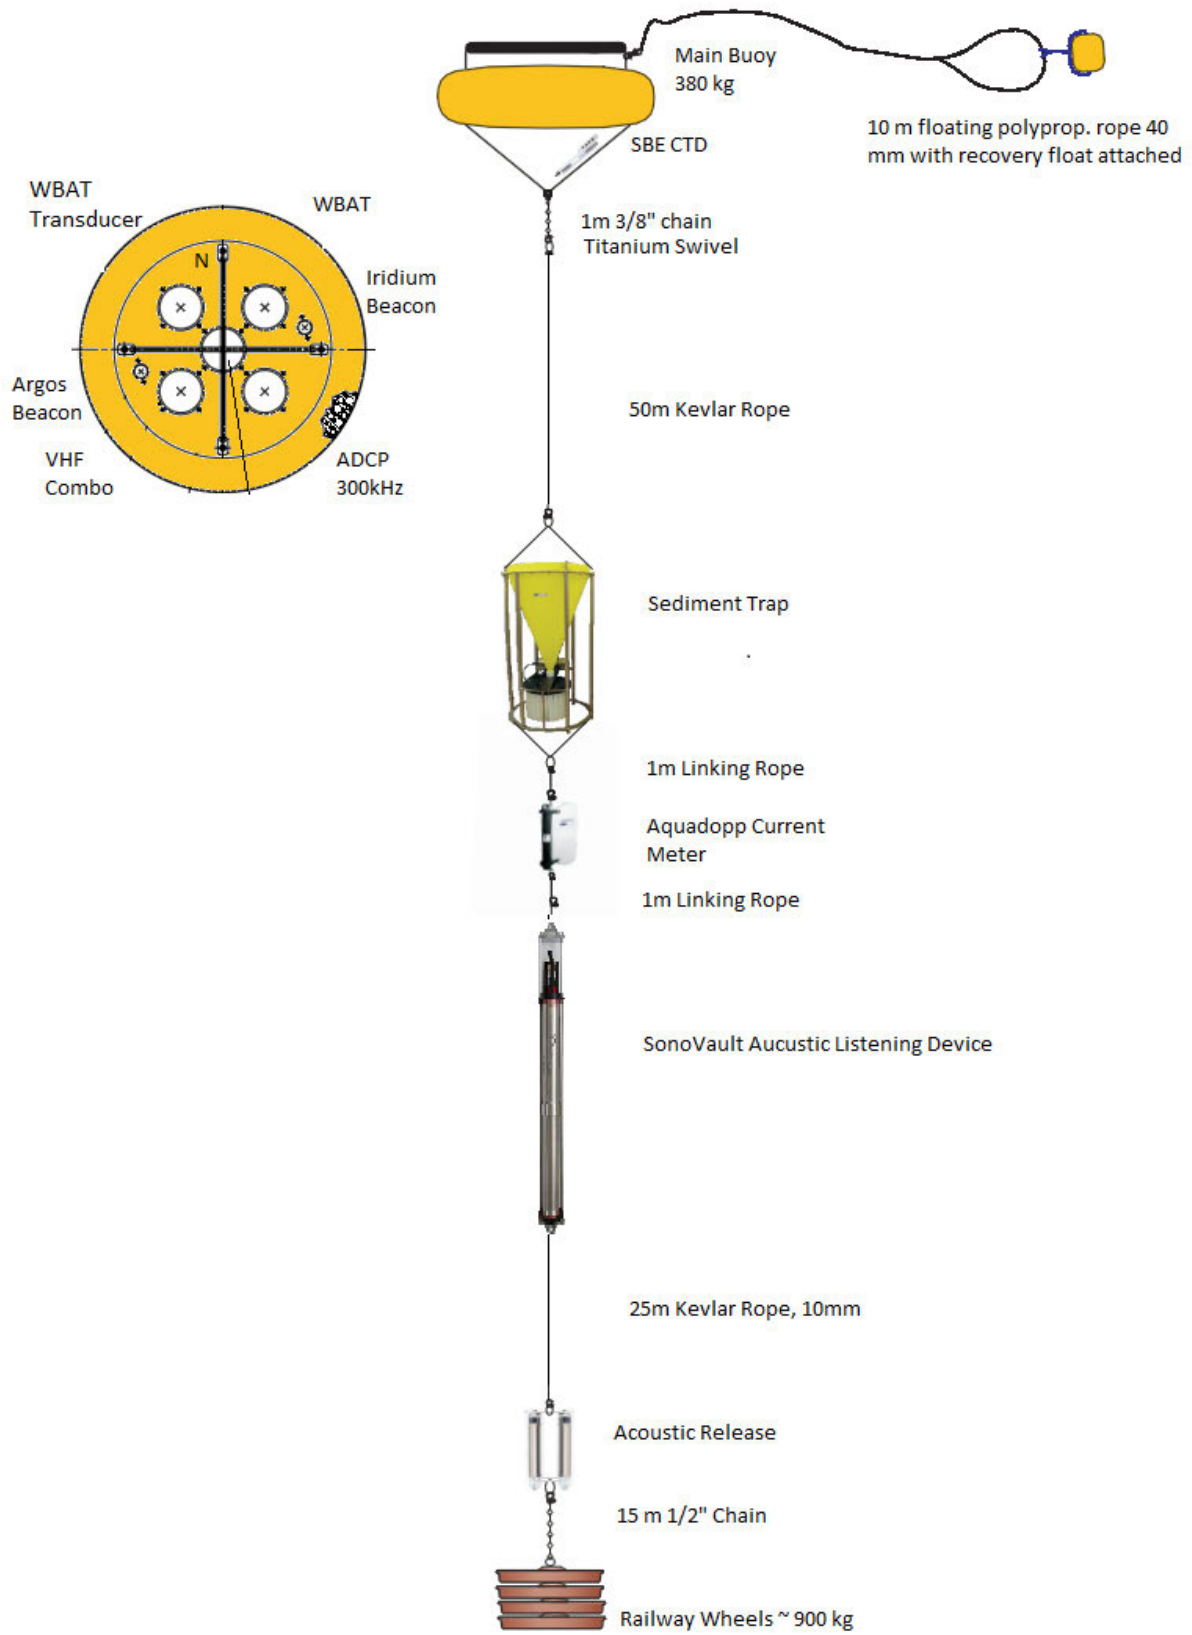 Main Buoy
380 kg
10 m floating polyprop. rope 40
mm with recovery float attached
SBE CTD
WBAT
Transducer
WBAT
1m 3/8" chain
Titanium Swivel
N
Iridium
Beacon
Argos
Beacon
50m Kevlar Rope
VHF
Combo
ADCP
300kHz
Sediment Trap
1m Linking Rope
Aquadopp Current
Meter
1m Linking Rope
SonoVault Aucustic Listening Device
25m Kevlar Rope, 10mm
Acoustic Release
15 m 1/2" Chain
Railway Wheels ~ 900 kg